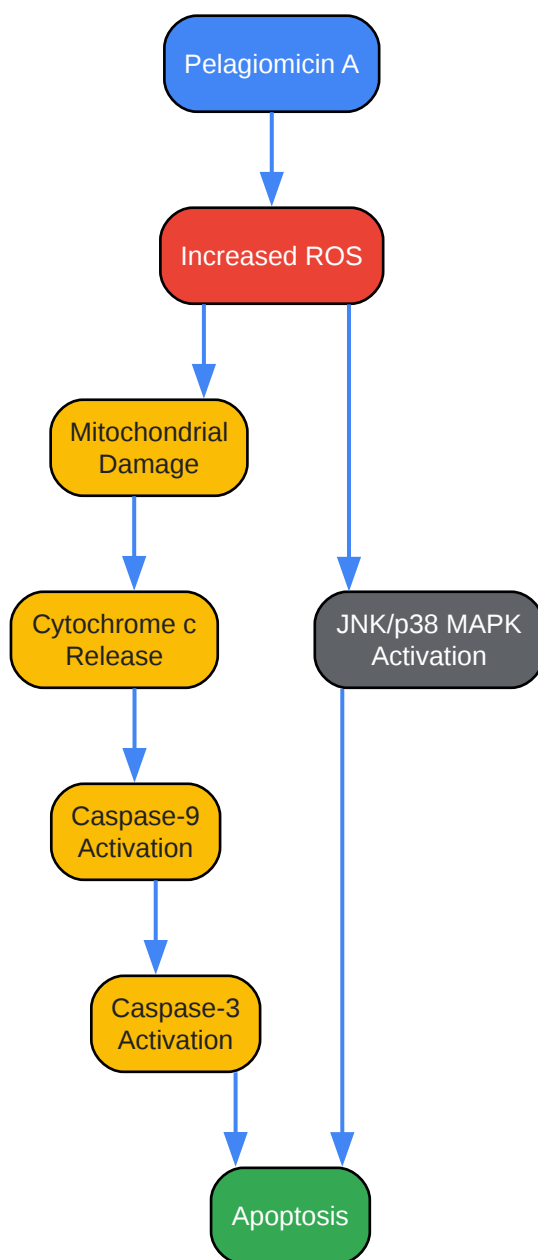 Pelagiomicin A
Increased ROS
Mitochondrial
Damage
Cytochrome c
Release
JNK/p38 MAPK
Activation
Caspase-9
Activation
Caspase-3
Activation
Apoptosis